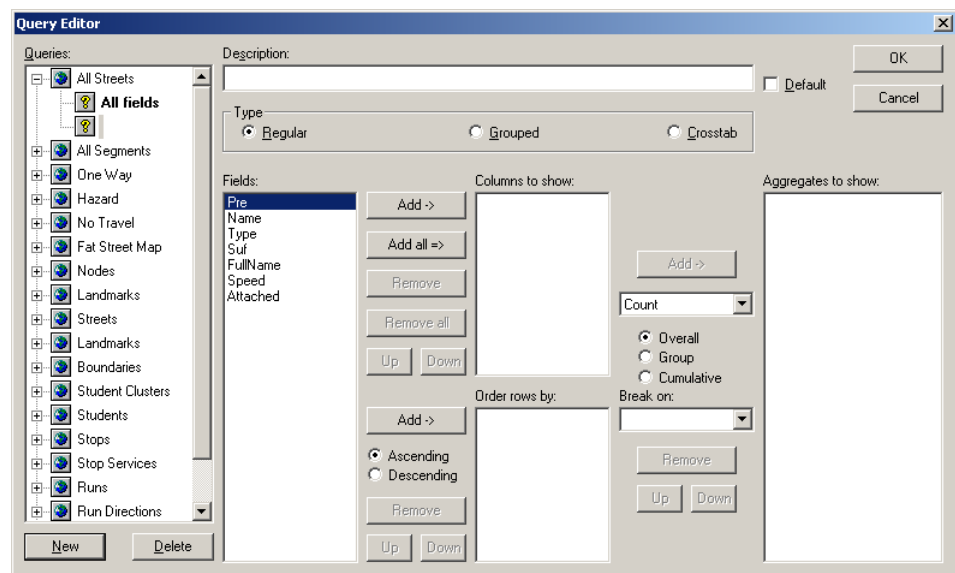 Query Editor
Queries:
All Streets
All fields
All Segments
One Way
Hazard
No Travel
Fat Street Map
Nodes
Landmarks
Streets
Landmarks
Boundaries
Student Clusters
Students
Stops
Stop Services
Runs
Run Directions
New Delete
Description:
Default
OK
Cancel
Type
Regular Grouped Crosstab
Fields:
Pre
Name
Type
Suf
FullName
Speed
Attached
Add ->
Add all =>
Remove
Remove all
Up Down
Add ->
Ascending
Descending
Remove
Up Down
Columns to show:
Order rows by:
Add ->
Count
Overall
Group
Cumulative
Break on:
Remove
Up Down
Aggregates to show: